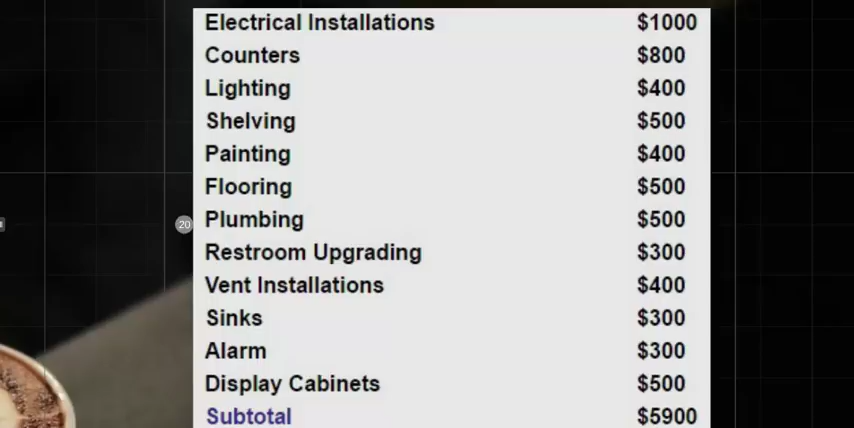 Electrical Installations $1000
Counters $800
Lighting $400
Shelving $500
Painting $400
Flooring $500
20 Plumbing $500
Restroom Upgrading $300
Vent Installations $400
Sinks $300
Alarm $300
Display Cabinets $500
Subtotal $5900